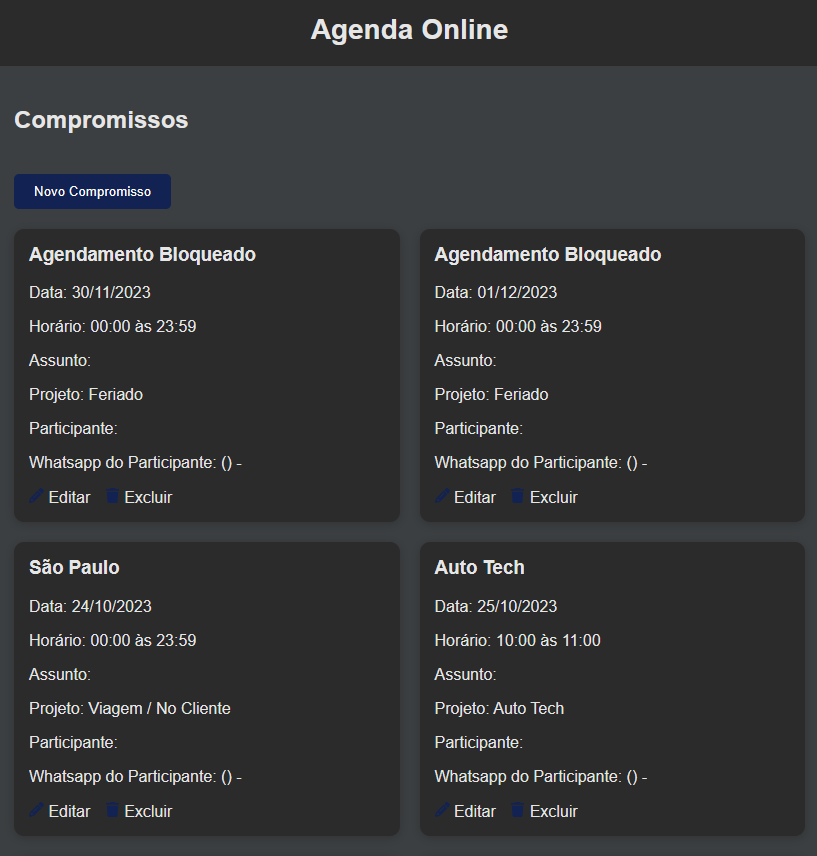 Agenda Online
Compromissos
Novo Compromisso
Agendamento Bloqueado
Data: 30/11/2023
Horário: 00:00 às 23:59
Assunto:
Projeto: Feriado
Participante:
Whatsapp do Participante: () -
Editar Excluir
Agendamento Bloqueado
Data: 01/12/2023
Horário: 00:00 às 23:59
Assunto:
Projeto: Feriado
Participante:
Whatsapp do Participante: () -
Editar Excluir
São Paulo
Data: 24/10/2023
Horário: 00:00 às 23:59
Assunto:
Projeto: Viagem / No Cliente
Participante:
Whatsapp do Participante: () -
Editar Excluir
Auto Tech
Data: 25/10/2023
Horário: 10:00 às 11:00
Assunto:
Projeto: Auto Tech
Participante:
Whatsapp do Participante: () -
Editar Excluir